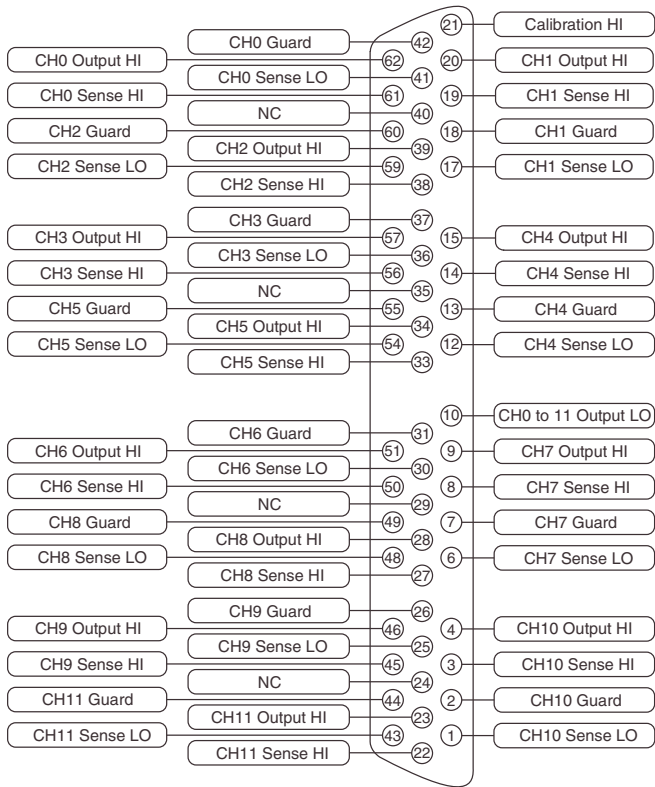 21 Calibration HI
CH0 Guard 42
CH0 Output HI 62 20 CH1 Output HI
CH0 Sense LO 41
CH0 Sense HI 61 19 CH1 Sense HI
NC 40
CH2 Guard 60 18 CH1 Guard
CH2 Output HI 39
CH2 Sense LO 59 17 CH1 Sense LO
CH2 Sense HI 38
CH3 Guard 37
CH3 Output HI 57 15 CH4 Output HI
CH3 Sense LO 36
CH3 Sense HI 56 14 CH4 Sense HI
NC 35
CH5 Guard 55 13 CH4 Guard
CH5 Output HI 34
CH5 Sense LO 54 12 CH4 Sense LO
CH5 Sense HI 33
10 CH0 to 11 Output LO
CH6 Guard 31
CH6 Output HI 51 9 CH7 Output HI
CH6 Sense LO 30
CH6 Sense HI 50 8 CH7 Sense HI
NC 29
CH8 Guard 49 7 CH7 Guard
CH8 Output HI 28
CH8 Sense LO 48 6 CH7 Sense LO
CH8 Sense HI 27
CH9 Guard 26
CH9 Output HI 46 4 CH10 Output HI
CH9 Sense LO 25
CH9 Sense HI 45 3 CH10 Sense HI
NC 24
CH11 Guard 44 2 CH10 Guard
CH11 Output HI 23
CH11 Sense LO 43 1 CH10 Sense LO
CH11 Sense HI 22